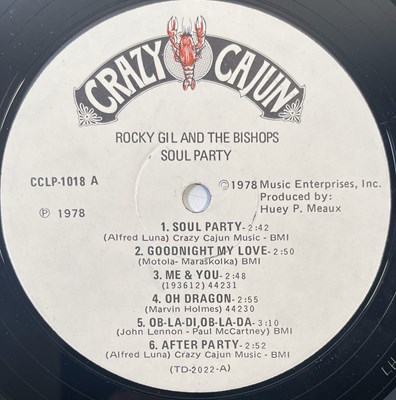 CRAZY CAJUN
ROCKY GIL AND THE BISHOPS
SOUL PARTY
CCLP-1018 A
℗ 1978
©1978 Music Enterprises, Inc.
Produced by:
Huey P. Meaux
1. SOUL PARTY-2:42
(Alfred Luna) Crazy Cajun Music - BMI
2. GOODNIGHT MY LOVE-2:50
(Motola- Maraskolka) BMI
3. ME & YOU-2:48
(193612) 44231
4. OH DRAGON-2:55
(Marvin Holmes) 44230
5. OB-LA-DI,OB-LA-DA-3:10
(John Lennon - Paul McCartney) BMI
6. AFTER PARTY-2:52
(Alfred Luna) Crazy Cajun Music - BMI
(TD-2022-A)